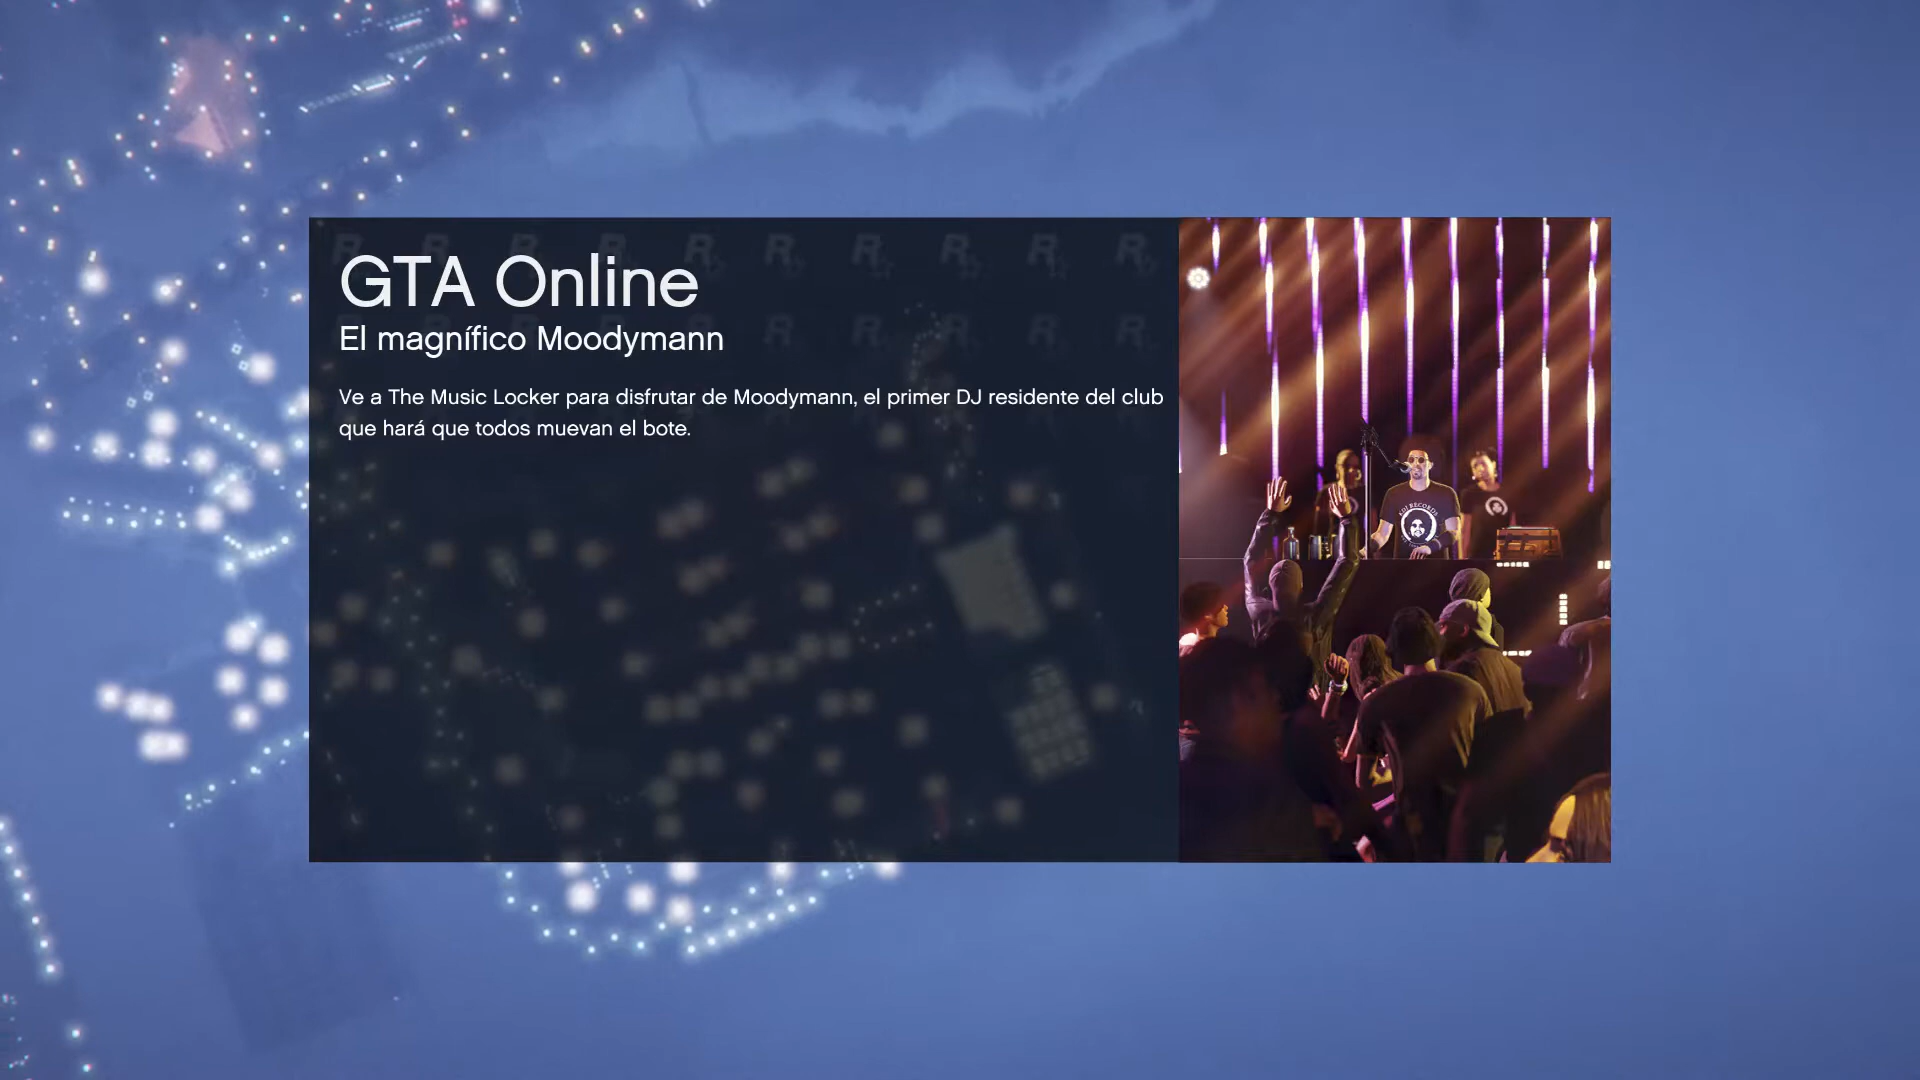 GTA Online
El magnífico Moodymann
Ve a The Music Locker para disfrutar de Moodymann, el primer DJ residente del club
que hará que todos muevan el bote.